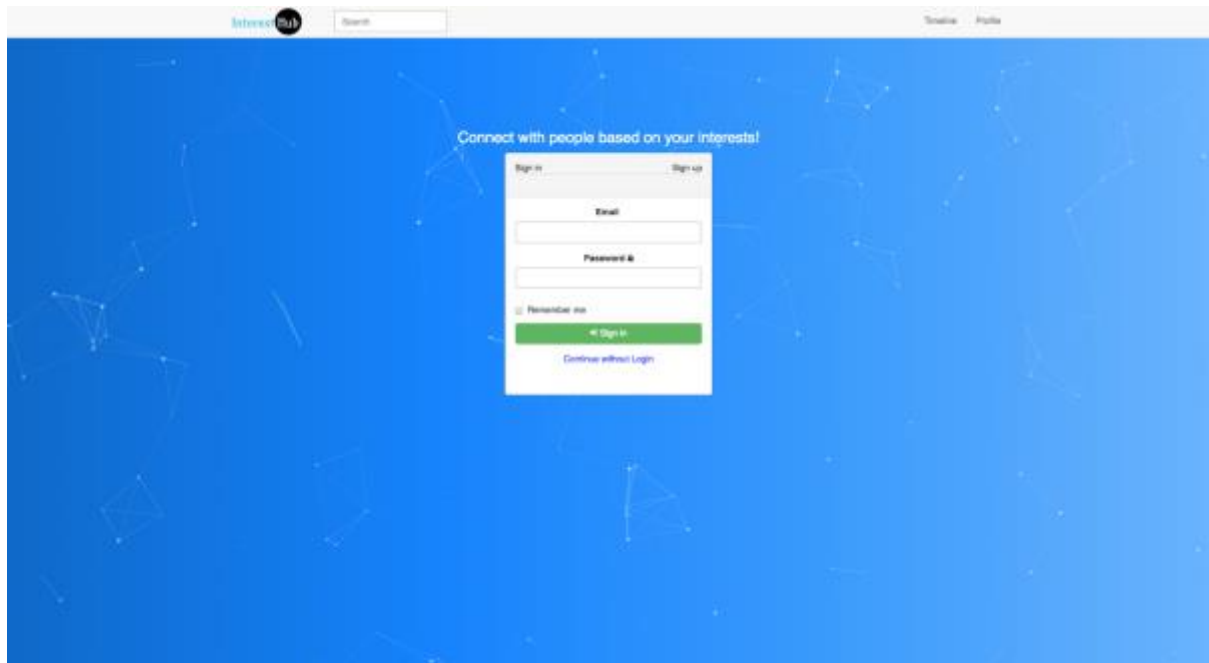 Interest Hub
Search
Timeline Profile
Connect with people based on your interests!
Sign in Sign up
Email
Password
Remember me
Sign in
Continue without Login